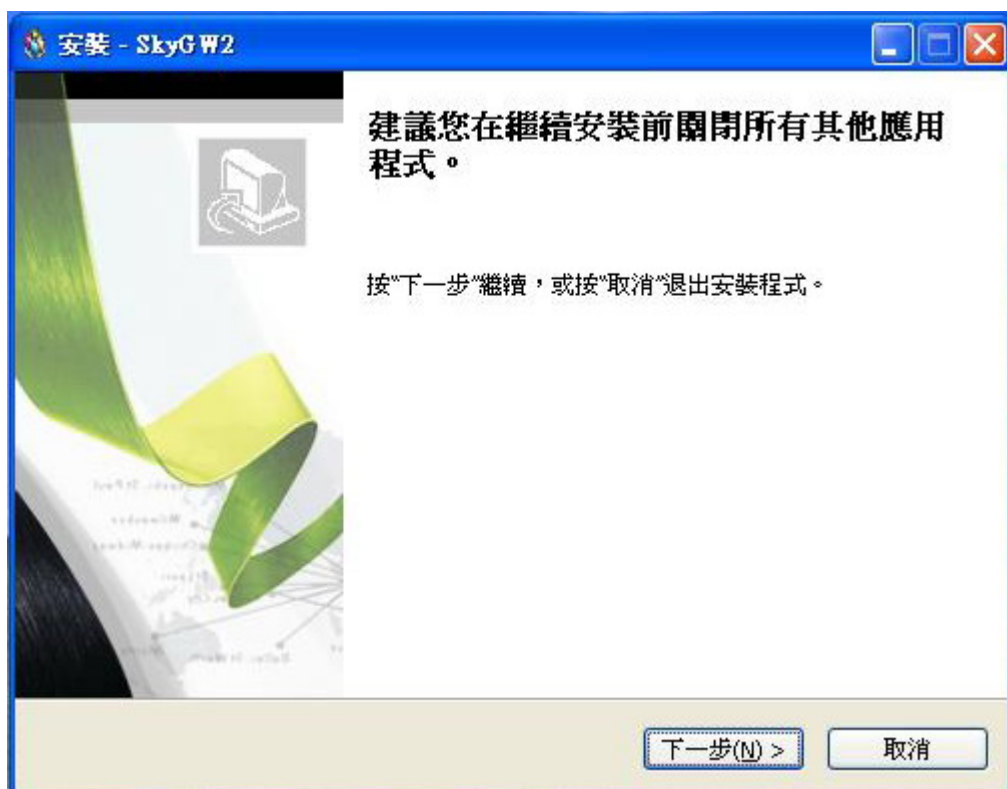 安裝 - SkyGW2
建議您在繼續安裝前關閉所有其他應用
程式。
按"下一步"繼續，或按"取消"退出安裝程式。
下一步(N) >
取消